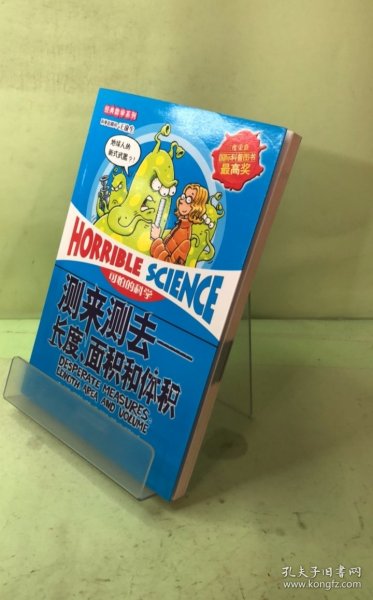 经典数学系列
地球人的
新式武器?!
荣获
国际科普图书
最高奖
HORRIBLE SCIENCE
可怕的科学
测来测去——
长度、面积和体积
DESPERATE MEASURES:
LENGTH AREA AND VOLUME
孔夫子旧书网
www.kongfz.com